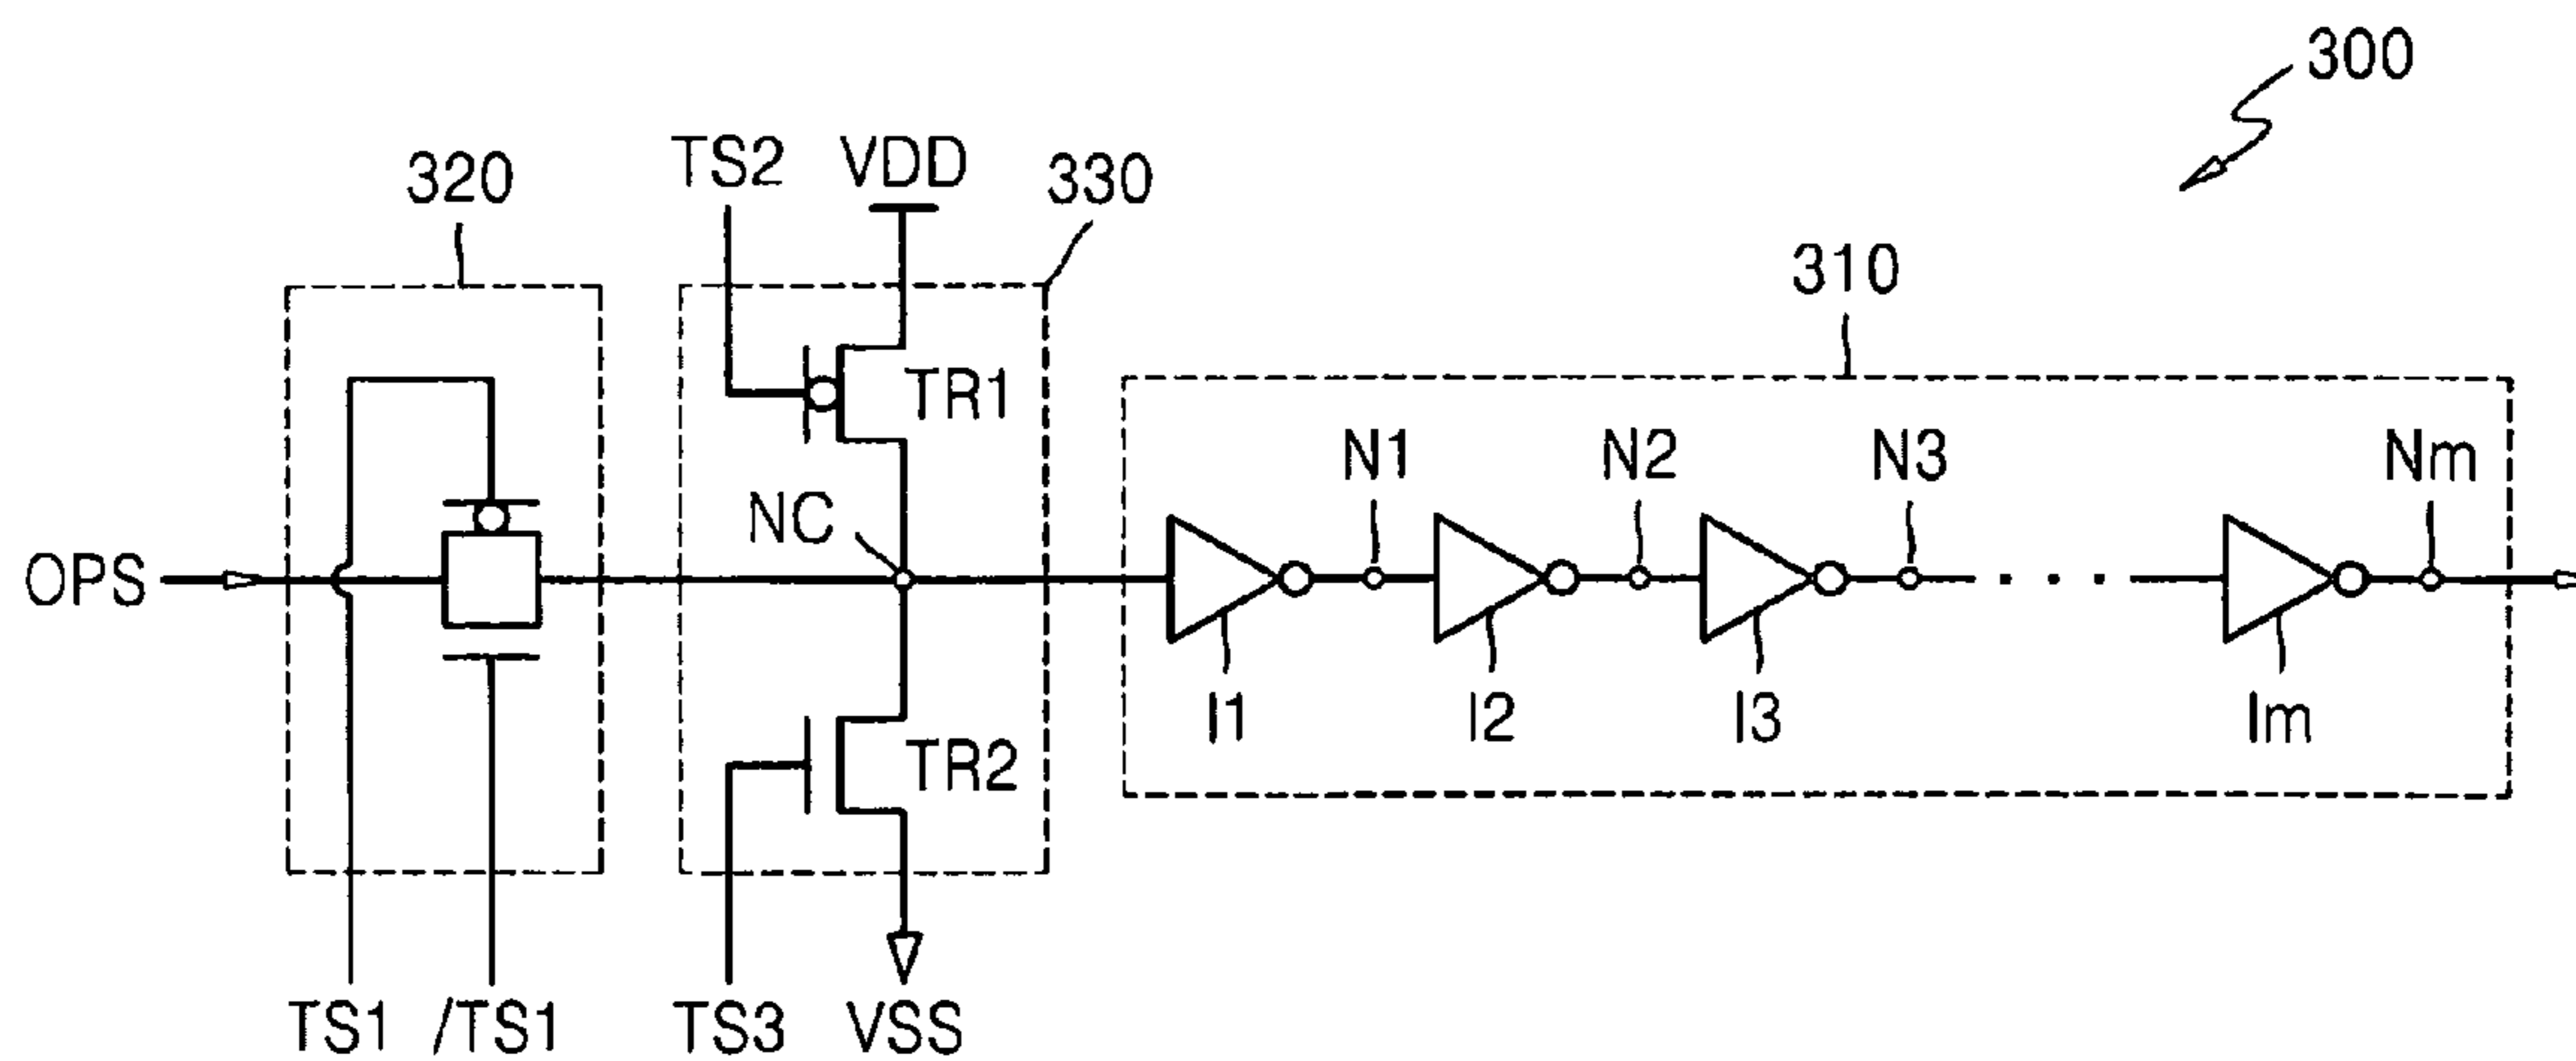 300
TS2 VDD
320
330
310
TR1
N1 N2 N3 Nm
NC
OPS
I1 I2 I3 Im
TR2
TS1 /TS1 TS3 VSS